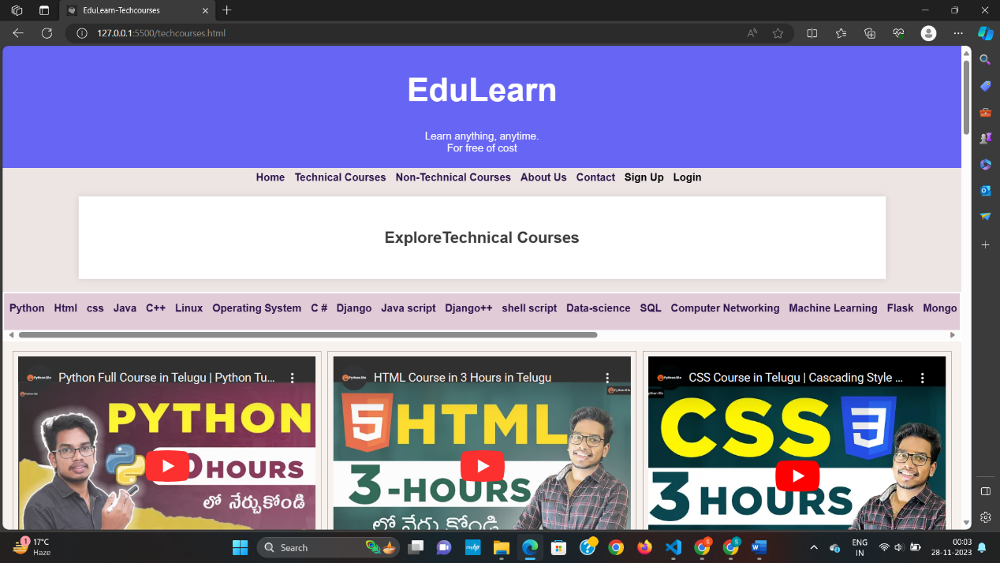 EduLearn-Techcourses
127.0.0.1:5500/techcourses.html
EduLearn
Learn anything, anytime.
For free of cost
Home Technical Courses Non-Technical Courses About Us Contact Sign Up Login
ExploreTechnical Courses
Python Html css Java C++ Linux Operating System C # Django Java script Django++ shell script Data-science SQL Computer Networking Machine Learning Flask Mongo
Python Full Course in Telugu | Python Tu...
PYTHON
HOURS
లో నేర్చుకోండి
HTML Course in 3 Hours in Telugu
5 HTML
3-HOURS
లో నేర్చుకోండి
CSS Course in Telugu | Cascading Style ...
CSS 3
3 HOURS
1
17°C
Haze
Search
myhp
ENG
IN
00:03
28-11-2023